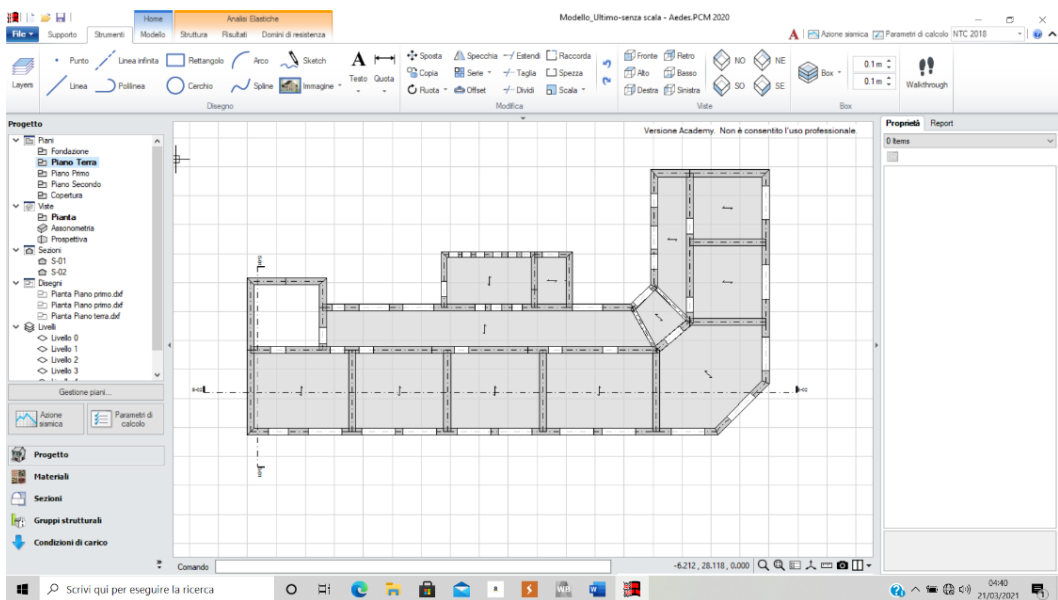 Home
Analisi Elastiche
Modello_Ultimo-senza scala - Aedes.PCM 2020
File
Supporto
Strumenti
Modello
Struttura
Risultati
Domini di resistenza
Azione sismica
Parametri di calcolo
NTC 2018
Punto
Linea infinita
Rettangolo
Arco
Sketch
Linea
Polilinea
Cerchio
Spline
Immagine
Layers
Testo
Quota
Disegno
Sposta
Specchia
Estendi
Raccorda
Copia
Serie
Taglia
Spezza
Ruota
Offset
Dividi
Scala
Modifica
Fronte
Retro
Alto
Basso
Destra
Sinistra
NO
NE
SO
SE
Viste
Box
0.1 m
0.1 m
Box
Walkthrough
Progetto
Piani
Fondazione
Piano Terra
Piano Primo
Piano Secondo
Copertura
Viste
Pianta
Assonometria
Prospettiva
Sezioni
S-01
S-02
Disegni
Pianta Piano primo.dxf
Pianta Piano primo.dxf
Pianta Piano terra.dxf
Livelli
Livello 0
Livello 1
Livello 2
Livello 3
Gestione piani...
Azione sismica
Parametri di calcolo
Progetto
Materiali
Sezioni
Gruppi strutturali
Condizioni di carico
Versione Academy. Non è consentito l'uso professionale.
Proprietà
Report
0 Items
Comando
-6.212 , 28.118 , 0.000
Scrivi qui per eseguire la ricerca
04:40
21/03/2021